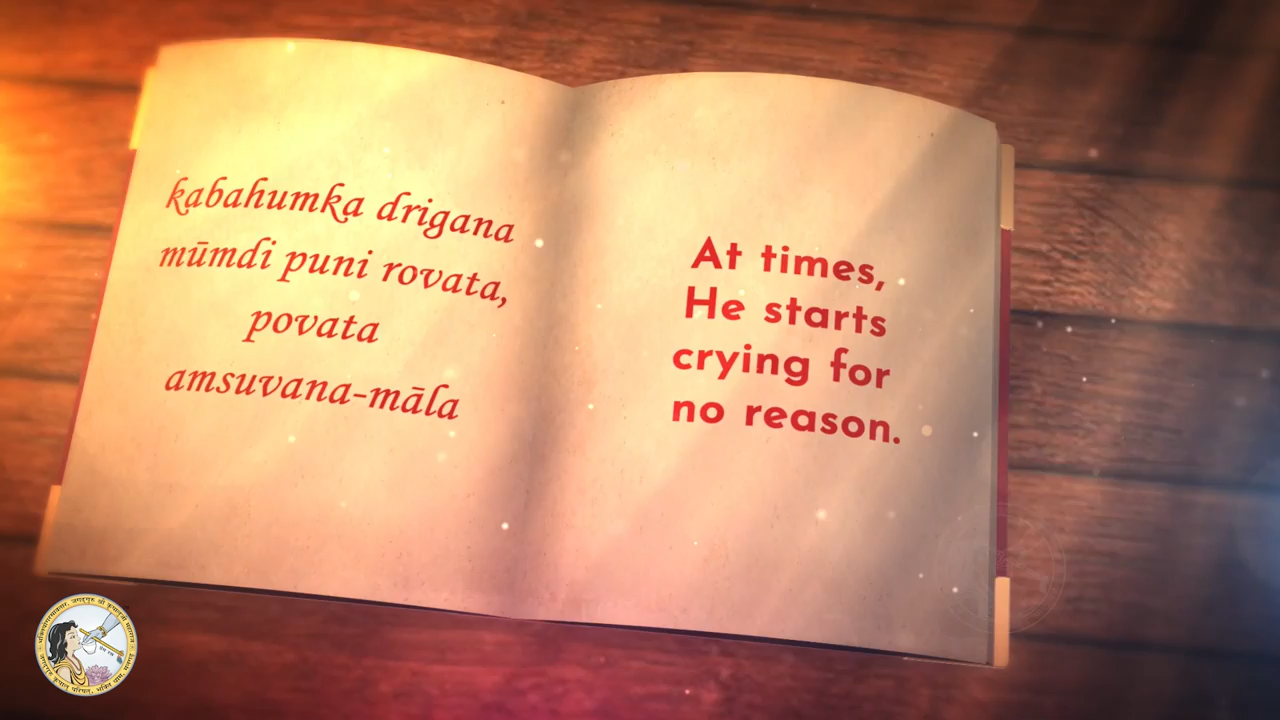 kabahumka drigana
mūmdi puni rovata,
povata
amsuvana-māla
At times,
He starts
crying for
no reason.